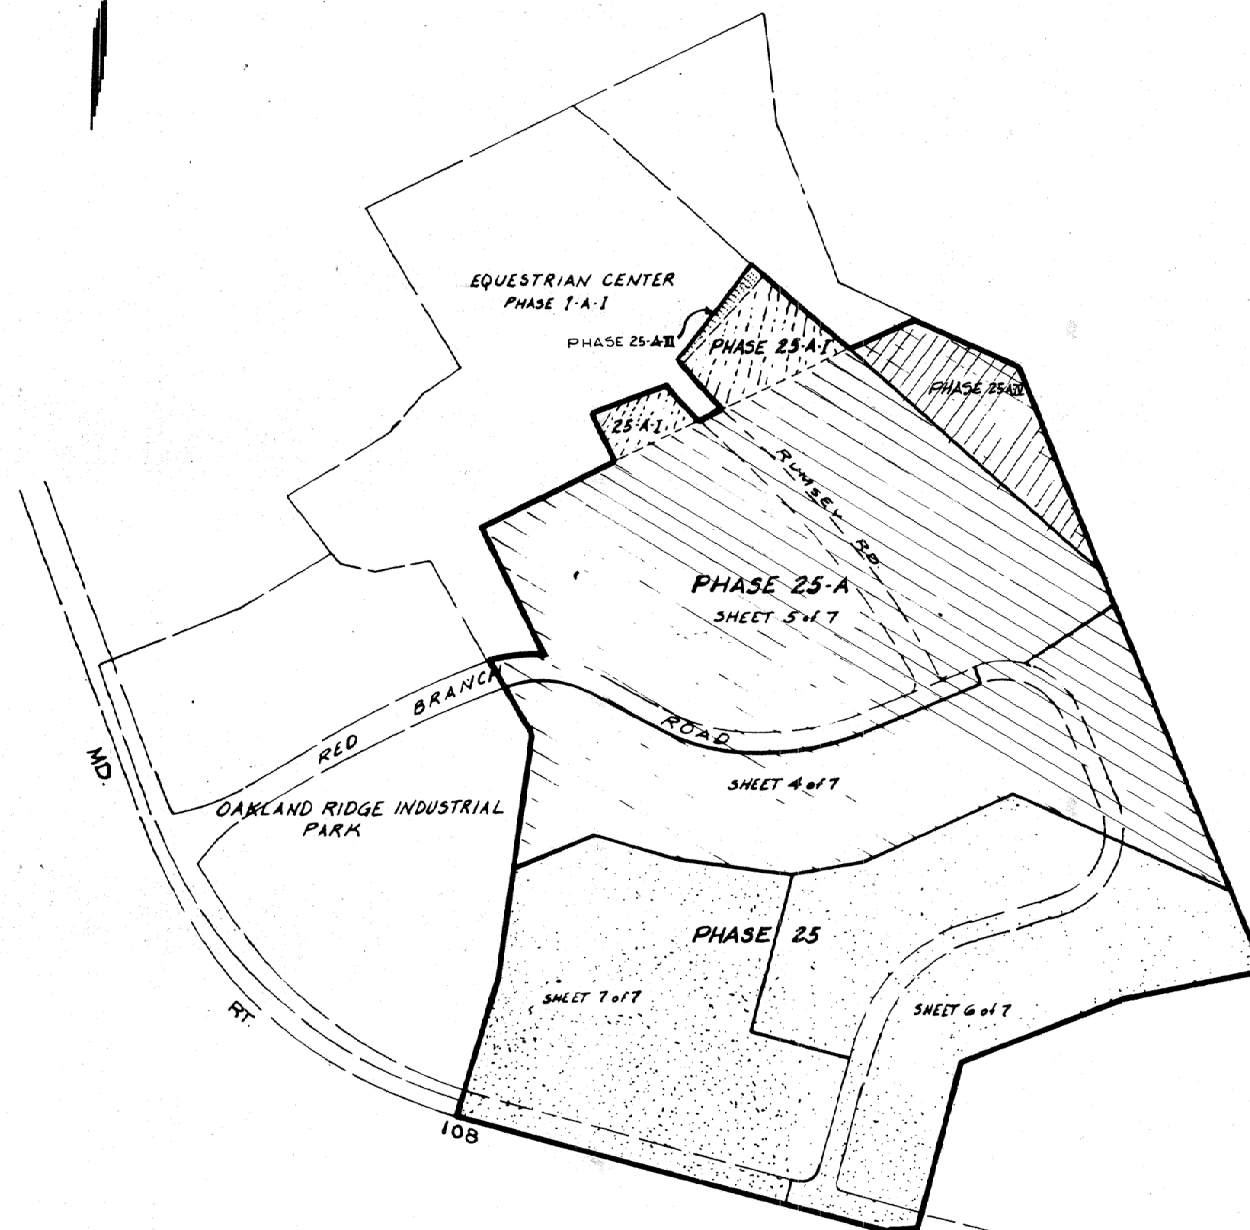 EQUESTRIAN CENTER
PHASE 1-A-I
PHASE 25-A-II
PHASE 25-A-I
PHASE 25-A-IV
25-A-I
RUMSEY RD.
PHASE 25-A
SHEET 5 of 7
RED BRANCH ROAD
MD.
SHEET 4 of 7
OAKLAND RIDGE INDUSTRIAL
PARK
PHASE 25
SHEET 7 of 7
SHEET 6 of 7
RT.
108